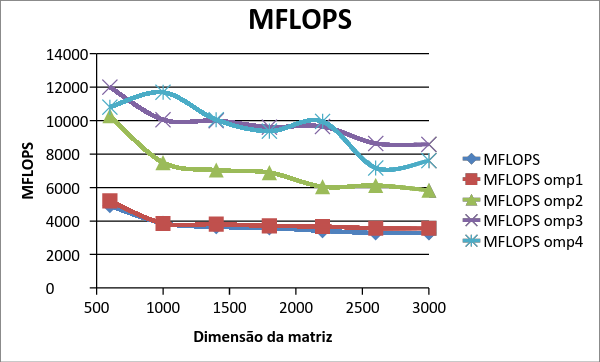 MFLOPS
14000
12000
10000
8000
6000
4000
2000
0
MFLOPS
500 1000 1500 2000 2500 3000
Dimensão da matriz
MFLOPS
MFLOPS omp1
MFLOPS omp2
MFLOPS omp3
MFLOPS omp4